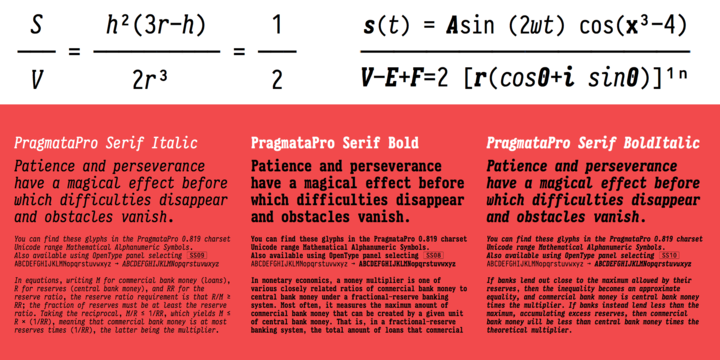 S/V = h²(3r−h)/2r³ = 1/2
s(t) = Asin (2wt) cos(x³−4)
V−E+F=2 [r(cosθ+i sinθ)]¹ⁿ
PragmataPro Serif Italic
Patience and perseverance
have a magical effect before
which difficulties disappear
and obstacles vanish.
You can find these glyphs in the PragmataPro 0.819 charset
Unicode range Mathematical Alphanumeric Symbols.
Also available using OpenType panel selecting SS09
ABCDEFGHIJKLMNopqrstuvwxyz → ABCDEFGHIJKLMNopqrstuvwxyz
In equations, writing M for commercial bank money (loans),
R for reserves (central bank money), and RR for the
reserve ratio, the reserve ratio requirement is that R/M ≥
RR; the fraction of reserves must be at least the reserve
ratio. Taking the reciprocal, M/R ≤ 1/RR, which yields M ≤
R × (1/RR), meaning that commercial bank money is at most
reserves times (1/RR), the latter being the multiplier.
PragmataPro Serif Bold
Patience and perseverance
have a magical effect before
which difficulties disappear
and obstacles vanish.
You can find these glyphs in the PragmataPro 0.819 charset
Unicode range Mathematical Alphanumeric Symbols.
Also available using OpenType panel selecting SS08
ABCDEFGHIJKLMNopqrstuvwxyz → ABCDEFGHIJKLMNopqrstuvwxyz
In monetary economics, a money multiplier is one of
various closely related ratios of commercial bank money to
central bank money under a fractional-reserve banking
system. Most often, it measures the maximum amount of
commercial bank money that can be created by a given unit
of central bank money. That is, in a fractional-reserve
banking system, the total amount of loans that commercial
PragmataPro Serif BoldItalic
Patience and perseverance
have a magical effect before
which difficulties disappear
and obstacles vanish.
You can find these glyphs in the PragmataPro 0.819 charset
Unicode range Mathematical Alphanumeric Symbols.
Also available using OpenType panel selecting SS10
ABCDEFGHIJKLMNopqrstuvwxyz → ABCDEFGHIJKLMNopqrstuvwxyz
If banks lend out close to the maximum allowed by their
reserves, then the inequality becomes an approximate
equality, and commercial bank money is central bank money
times the multiplier. If banks instead lend less than the
maximum, accumulating excess reserves, then commercial
bank money will be less than central bank money times the
theoretical multiplier.